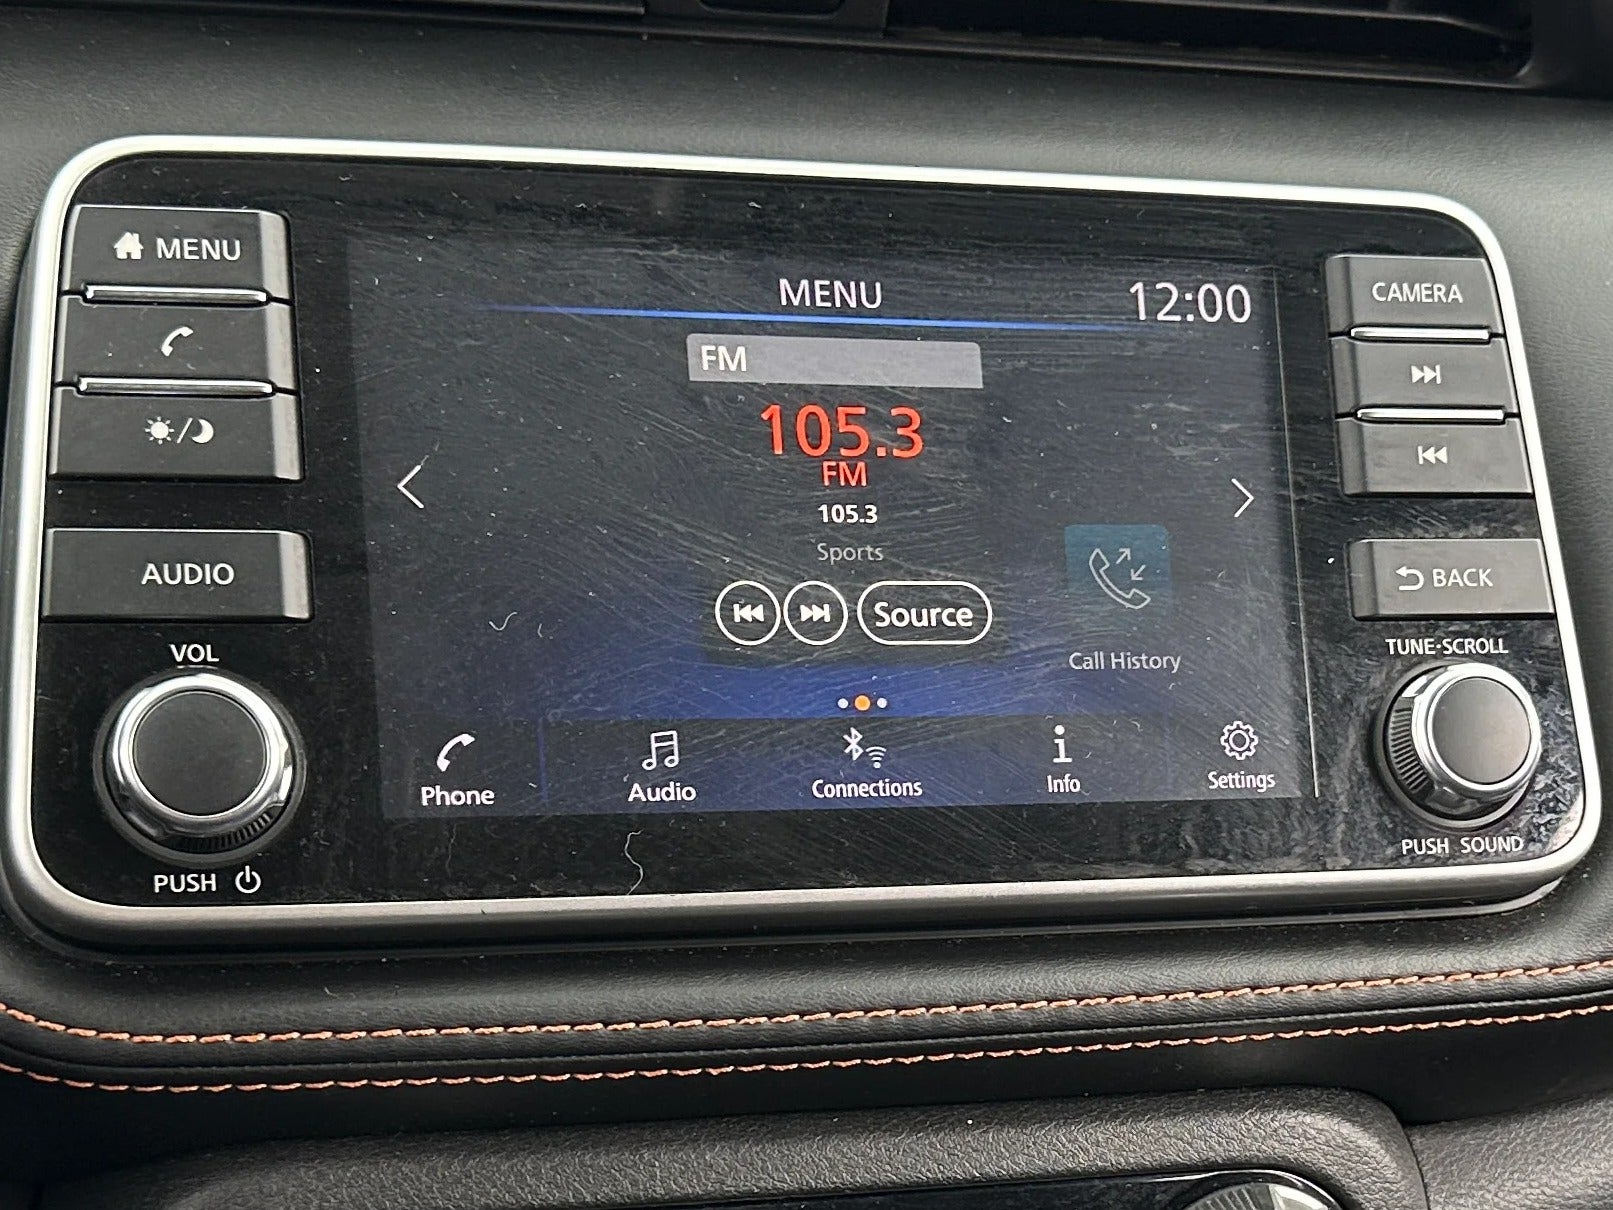 MENU
AUDIO
VOL
PUSH
MENU
12:00
FM
105.3
FM
105.3
Sports
Source
Call History
Phone
Audio
Connections
Info
Settings
CAMERA
BACK
TUNE·SCROLL
PUSH SOUND